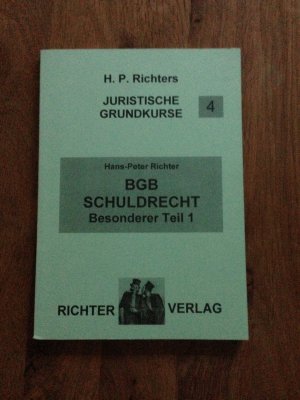 H. P. Richters
JURISTISCHE
GRUNDKURSE
4
Hans-Peter Richter
BGB
SCHULDRECHT
Besonderer Teil 1
RICHTER VERLAG